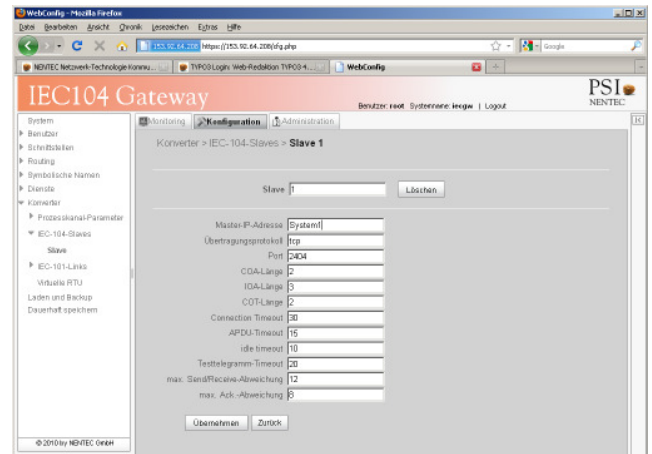 WebConfig - Mozilla Firefox
Datei Bearbeiten Ansicht Chronik Lesezeichen Extras Hilfe
153.92.64.208 https://153.92.64.208/cfg.php
Google
NENTEC Netzwerk-Technologie Kommu...
TYPO3 Login: Web-Redaktion TYPO3 4....
WebConfig
IEC104 Gateway
Benutzer: root Systemname: iecgw | Logout
PSI
NENTEC
Monitoring Konfiguration Administration
System
Benutzer
Schnittstellen
Routing
Symbolische Namen
Dienste
Konverter
Prozesskanal-Parameter
IEC-104-Slaves
Slave
IEC-101-Links
Virtuelle RTU
Laden und Backup
Dauerhaft speichern
© 2010 by NENTEC GmbH
Konverter > IEC-104-Slaves > Slave 1
Slave 1 Löschen
Master-IP-Adresse System1
Übertragungsprotokoll tcp
Port 2404
COA-Länge 2
IOA-Länge 3
COT-Länge 2
Connection Timeout 30
APDU-Timeout 15
idle timeout 10
Testtelegramm-Timeout 20
max. Send/Receive-Abweichung 12
max. Ack.-Abweichung 8
Übernehmen Zurück